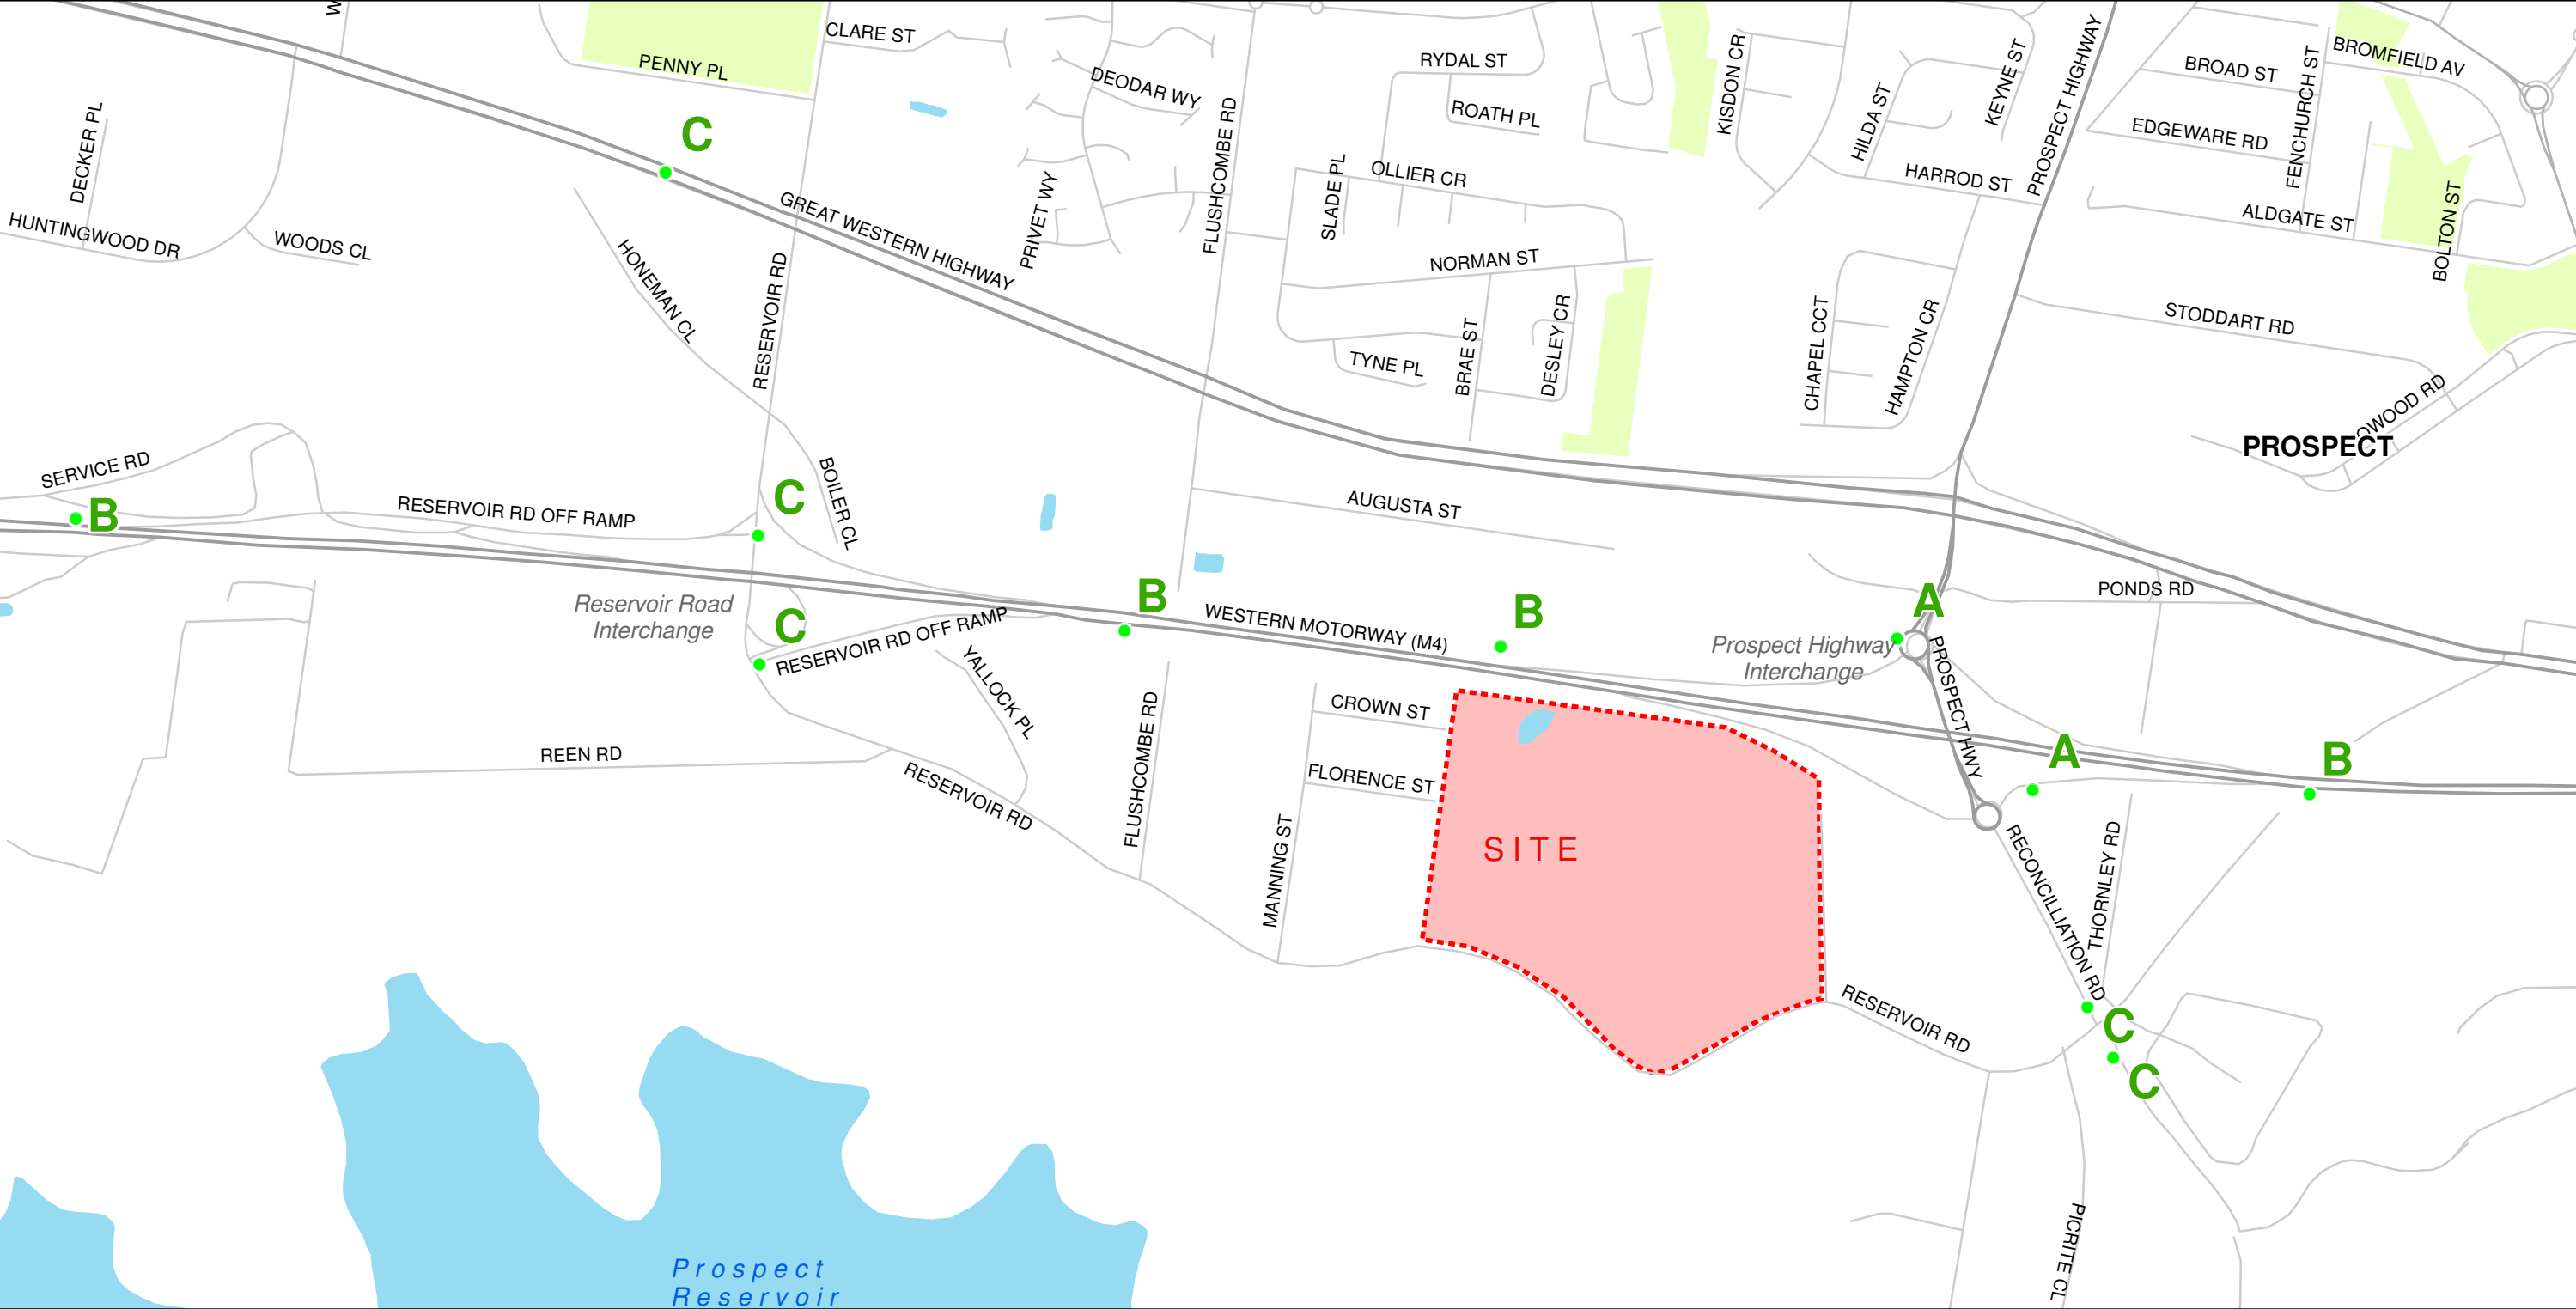 W
CLARE ST
PENNY PL
DEODAR WY
RYDAL ST
ROATH PL
KISDON CR
HILDA ST
KEYNE ST
PROSPECT HIGHWAY
BROAD ST
FENCHURCH ST
BROMFIELD AV
EDGEWARE RD
DECKER PL
C
FLUSHCOMBE RD
SLADE PL
OLLIER CR
HARROD ST
ALDGATE ST
BOLTON ST
HUNTINGWOOD DR
WOODS CL
GREAT WESTERN HIGHWAY
PRIVET WY
HONEMAN CL
RESERVOIR RD
NORMAN ST
TYNE PL
BRAE ST
DESLEY CR
CHAPEL CCT
HAMPTON CR
STODDART RD
OWOOD RD
PROSPECT
SERVICE RD
B
RESERVOIR RD OFF RAMP
C
BOILER CL
AUGUSTA ST
Reservoir Road
Interchange
C
RESERVOIR RD OFF RAMP
B
WESTERN MOTORWAY (M4)
B
A
PONDS RD
Prospect Highway
Interchange
PROSPECT HWY
YALLOCK PL
FLUSHCOMBE RD
CROWN ST
REEN RD
RESERVOIR RD
FLORENCE ST
A
B
MANNING ST
SITE
RECONCILLIATION RD
THORNLEY RD
RESERVOIR RD
C
C
PICRITE CL
Prospect
Reservoir